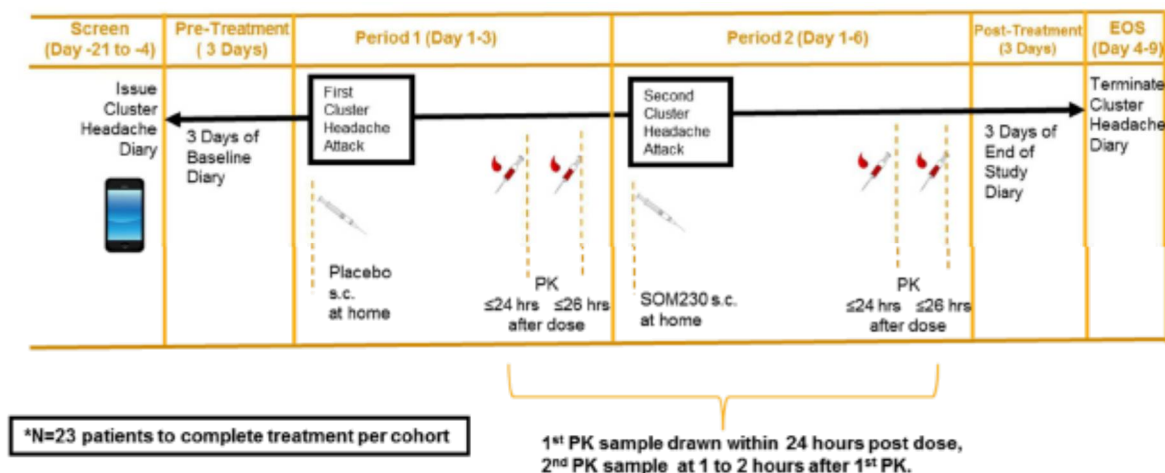 Screen
(Day -21 to -4)
Pre-Treatment
( 3 Days)
Period 1 (Day 1-3)
Period 2 (Day 1-6)
Post-Treatment
(3 Days)
EOS
(Day 4-9)
Issue
Cluster
Headache
Diary
3 Days of
Baseline
Diary
First
Cluster
Headache
Attack
Placebo
s.c.
at home
PK
≤24 hrs ≤26 hrs
after dose
Second
Cluster
Headache
Attack
SOM230 s.c.
at home
PK
≤24 hrs ≤26 hrs
after dose
3 Days of
End of
Study
Diary
Terminate
Cluster
Headache
Diary
*N=23 patients to complete treatment per cohort
1st PK sample drawn within 24 hours post dose,
2nd PK sample at 1 to 2 hours after 1st PK.